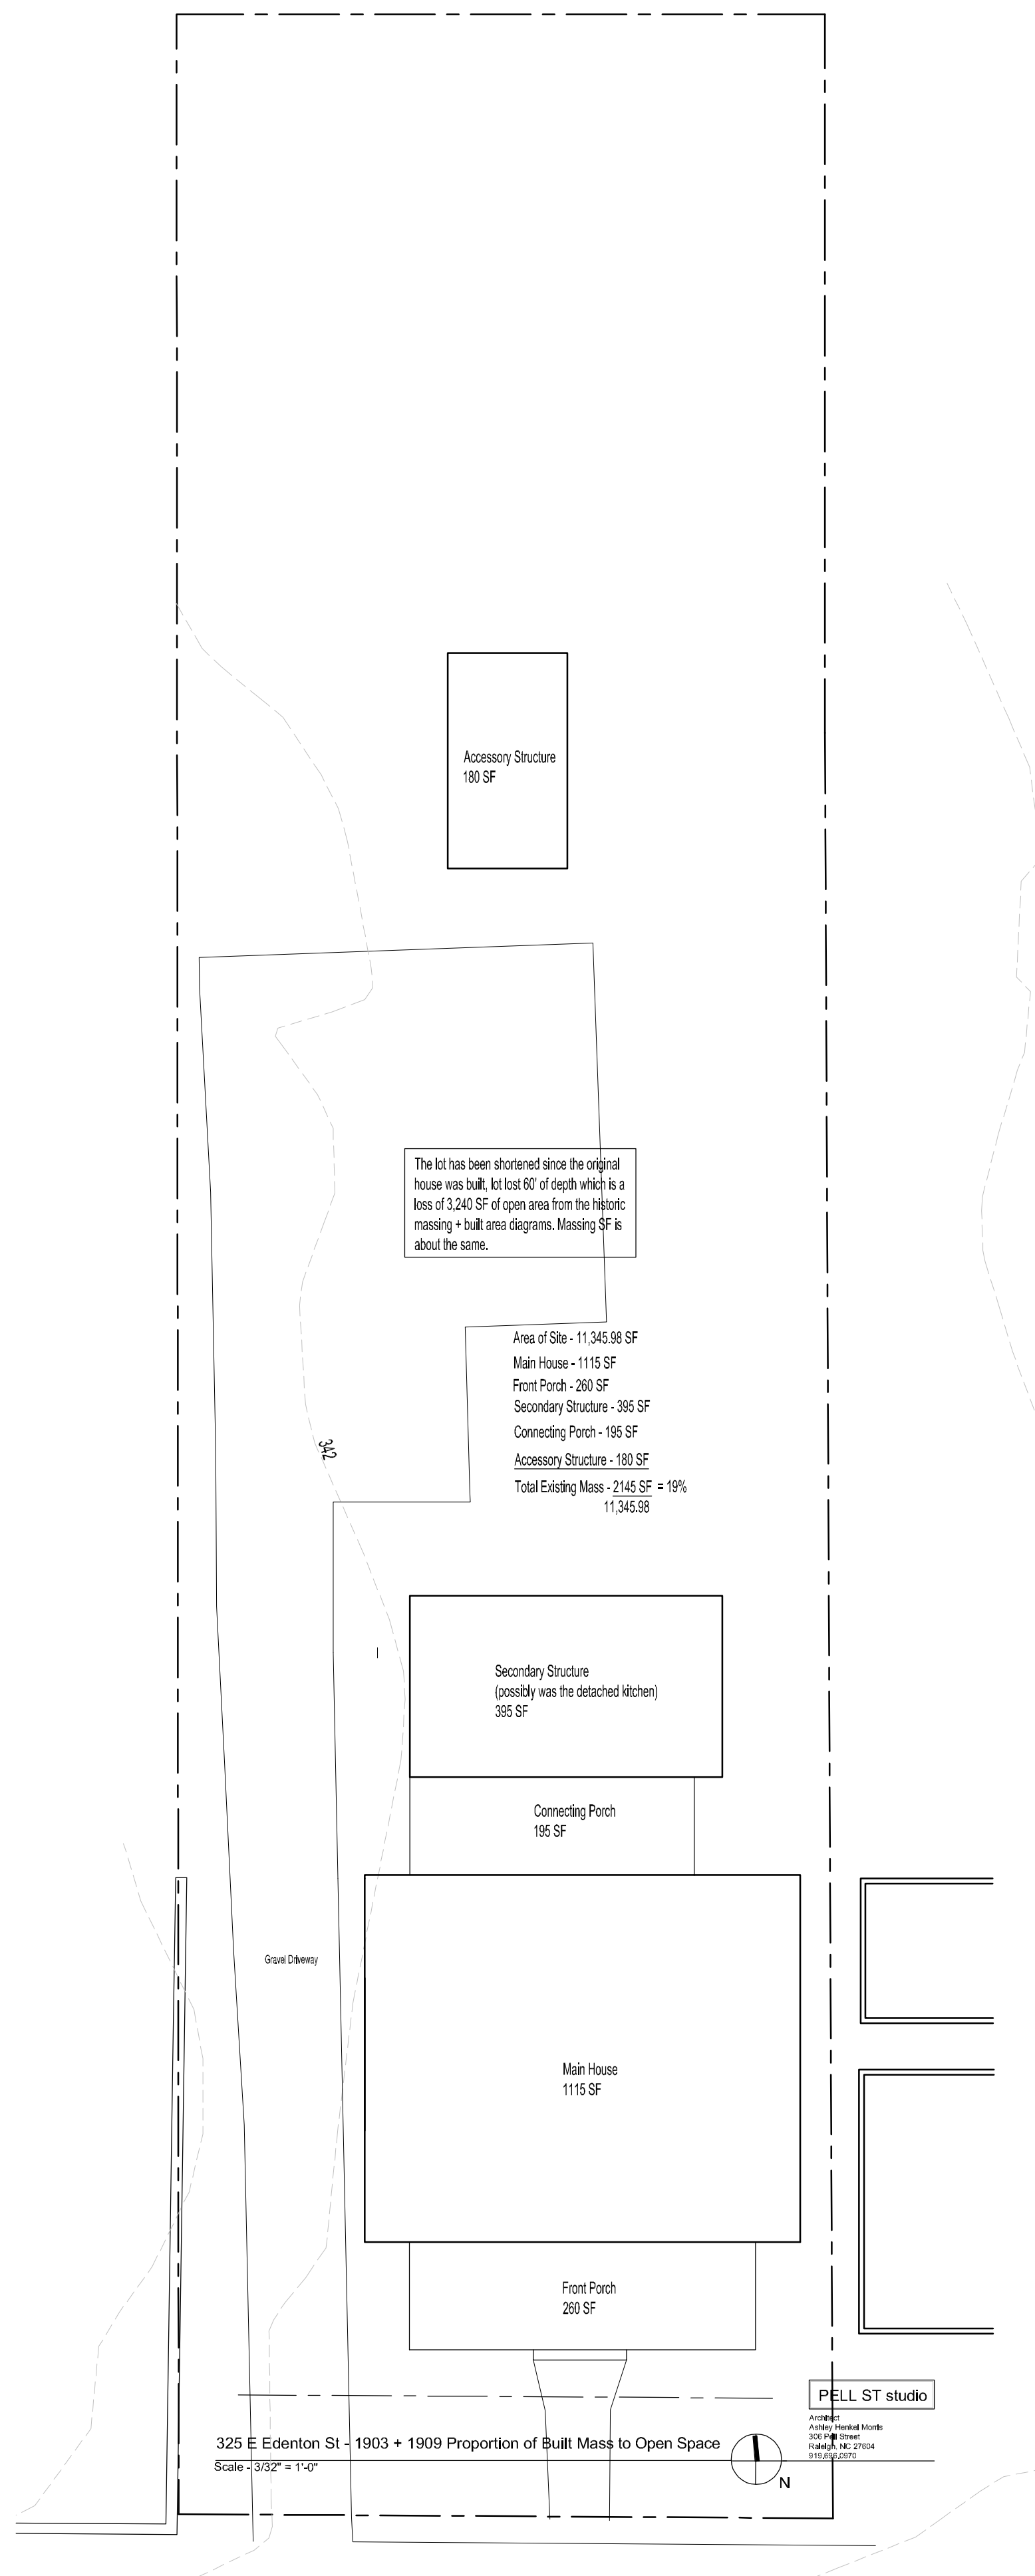 Accessory Structure
180 SF
The lot has been shortened since the original
house was built, lot lost 60' of depth which is a
loss of 3,240 SF of open area from the historic
massing + built area diagrams. Massing SF is
about the same.
Area of Site - 11,345.98 SF
Main House - 1115 SF
Front Porch - 260 SF
Secondary Structure - 395 SF
Connecting Porch - 195 SF
Accessory Structure - 180 SF
Total Existing Mass - 2145 SF = 19%
11,345.98
342
Secondary Structure
(possibly was the detached kitchen)
395 SF
Connecting Porch
195 SF
Gravel Driveway
Main House
1115 SF
Front Porch
260 SF
PELL ST studio
Architect
Ashley Henkel Morris
306 Pell Street
Raleigh, NC 27604
919.696.0970
325 E Edenton St - 1903 + 1909 Proportion of Built Mass to Open Space
Scale - 3/32" = 1'-0"
N